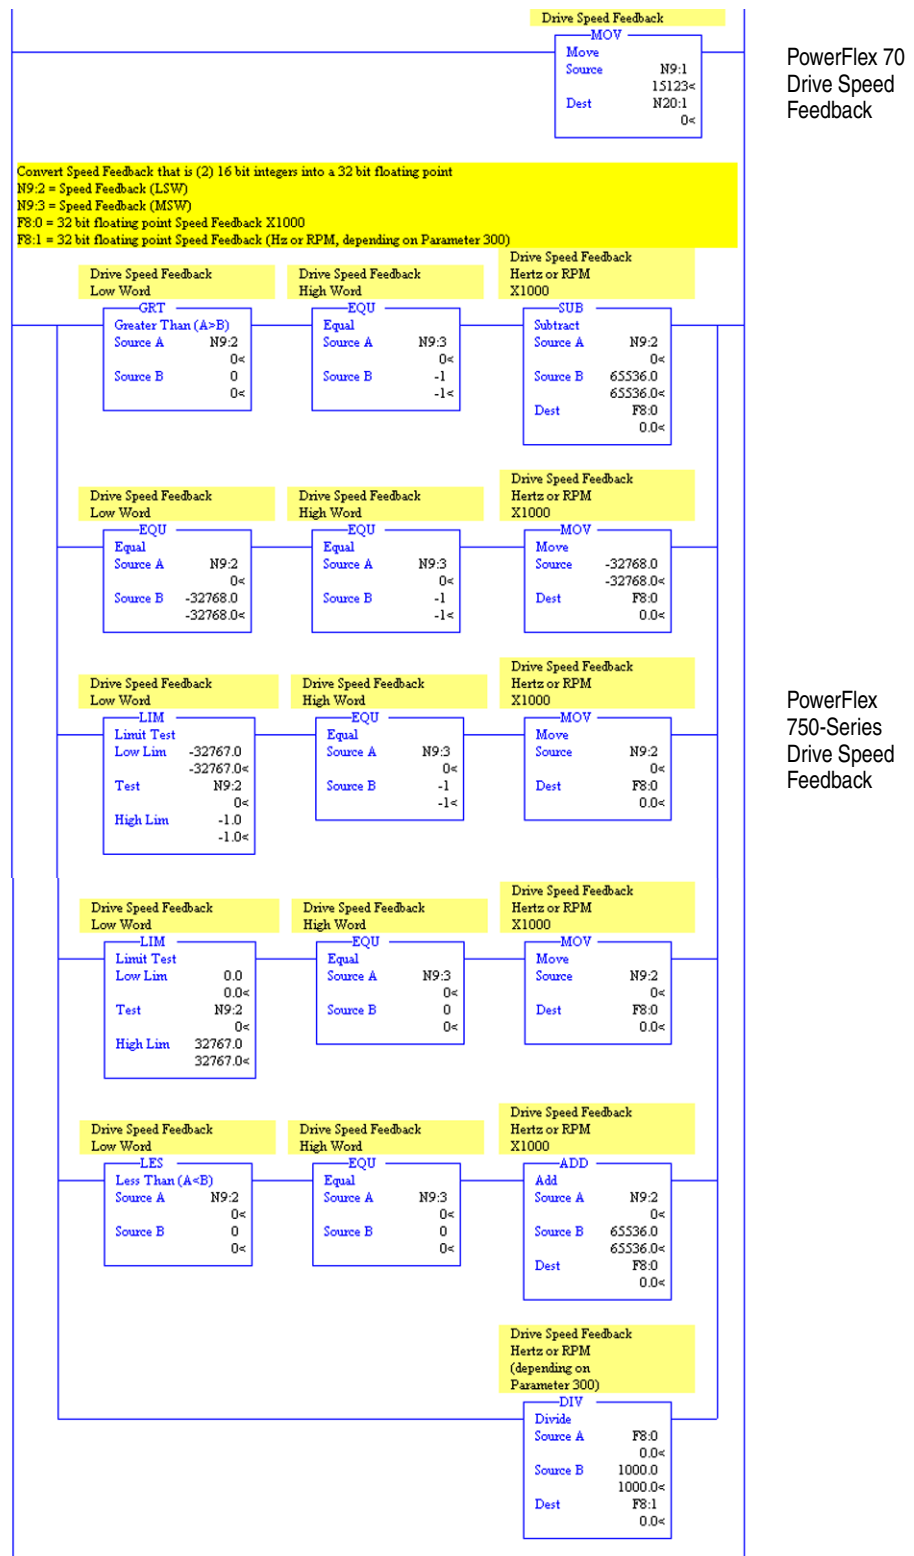 Drive Speed Feedback
MOV
Move
Source N9:1
15123<
Dest N20:1
0<
PowerFlex 70
Drive Speed
Feedback
Convert Speed Feedback that is (2) 16 bit integers into a 32 bit floating point
N9:2 = Speed Feedback (LSW)
N9:3 = Speed Feedback (MSW)
F8:0 = 32 bit floating point Speed Feedback X1000
F8:1 = 32 bit floating point Speed Feedback (Hz or RPM, depending on Parameter 300)
Drive Speed Feedback
Low Word
GRT
Greater Than (A>B)
Source A N9:2
0<
Source B 0
0<
Drive Speed Feedback
High Word
EQU
Equal
Source A N9:3
0<
Source B -1
-1<
Drive Speed Feedback
Hertz or RPM
X1000
SUB
Subtract
Source A N9:2
0<
Source B 65536.0
65536.0<
Dest F8:0
0.0<
Drive Speed Feedback
Low Word
EQU
Equal
Source A N9:2
0<
Source B -32768.0
-32768.0<
Drive Speed Feedback
High Word
EQU
Equal
Source A N9:3
0<
Source B -1
-1<
Drive Speed Feedback
Hertz or RPM
X1000
MOV
Move
Source -32768.0
-32768.0<
Dest F8:0
0.0<
Drive Speed Feedback
Low Word
LIM
Limit Test
Low Lim -32767.0
-32767.0<
Test N9:2
0<
High Lim -1.0
-1.0<
Drive Speed Feedback
High Word
EQU
Equal
Source A N9:3
0<
Source B -1
-1<
Drive Speed Feedback
Hertz or RPM
X1000
MOV
Move
Source N9:2
0<
Dest F8:0
0.0<
PowerFlex
750-Series
Drive Speed
Feedback
Drive Speed Feedback
Low Word
LIM
Limit Test
Low Lim 0.0
0.0<
Test N9:2
0<
High Lim 32767.0
32767.0<
Drive Speed Feedback
High Word
EQU
Equal
Source A N9:3
0<
Source B 0
0<
Drive Speed Feedback
Hertz or RPM
X1000
MOV
Move
Source N9:2
0<
Dest F8:0
0.0<
Drive Speed Feedback
Low Word
LES
Less Than (A<B)
Source A N9:2
0<
Source B 0
0<
Drive Speed Feedback
High Word
EQU
Equal
Source A N9:3
0<
Source B 0
0<
Drive Speed Feedback
Hertz or RPM
X1000
ADD
Add
Source A N9:2
0<
Source B 65536.0
65536.0<
Dest F8:0
0.0<
Drive Speed Feedback
Hertz or RPM
(depending on
Parameter 300)
DIV
Divide
Source A F8:0
0.0<
Source B 1000.0
1000.0<
Dest F8:1
0.0<